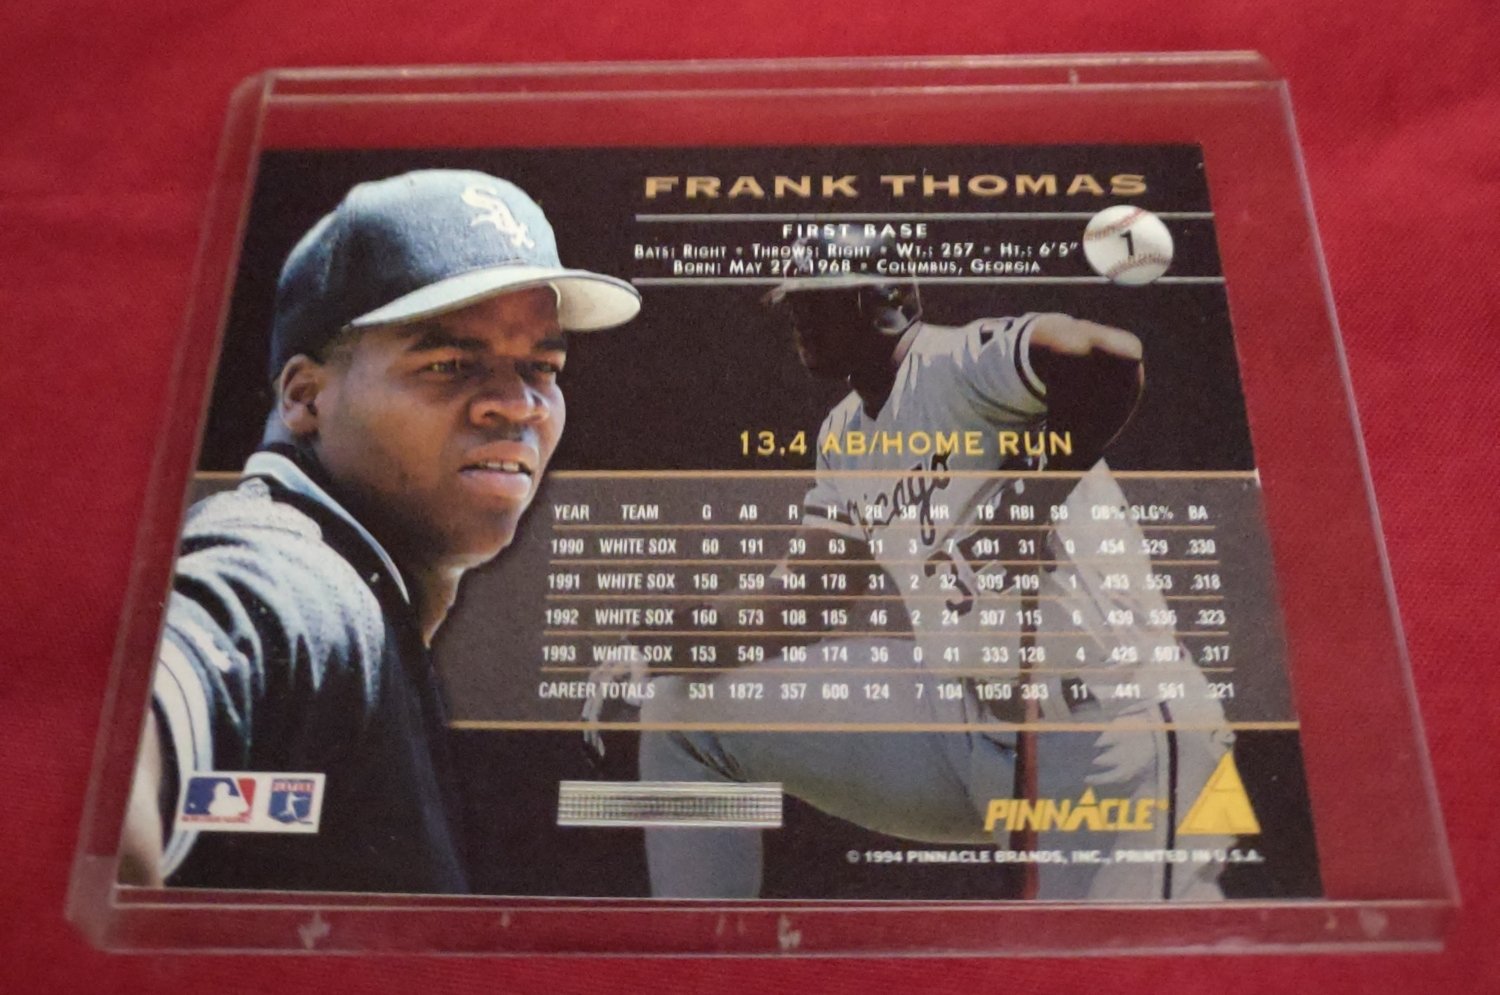 Sox
FRANK THOMAS
FIRST BASE
1
BATS: RIGHT • THROWS: RIGHT • WT.: 257 • HT.: 6'5"
BORN: MAY 27, 1968 • COLUMBUS, GEORGIA
13.4 AB/HOME RUN
Chicago
35
YEAR TEAM G AB R H 2B 3B HR TB RBI SB OB% SLG% BA
1990 WHITE SOX 60 191 39 63 11 3 101 31 0 .454 .529 .330
1991 WHITE SOX 158 559 104 178 31 2 32 309 109 1 .453 .553 .318
1992 WHITE SOX 160 573 108 185 46 2 24 307 115 6 .439 .536 .323
1993 WHITE SOX 153 549 106 174 36 0 41 333 128 4 .426 .607 .317
CAREER TOTALS 531 1872 357 600 124 7 104 1050 383 11 .441 .561 .321
PINNACLE
© 1994 PINNACLE BRANDS, INC., PRINTED IN U.S.A.